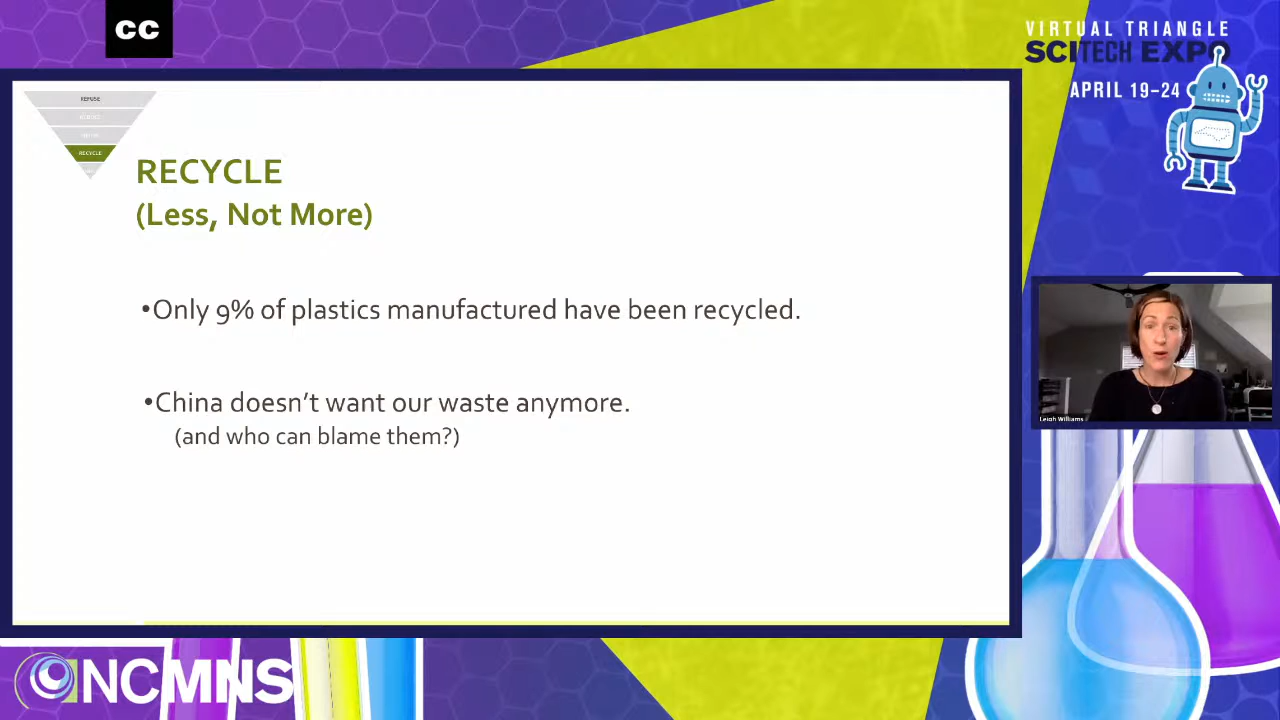 CC
VIRTUAL TRIANGLE
SCITECH EXPO
APRIL 19–24
REFUSE
RECYCLE
RECYCLE
(Less, Not More)
•Only 9% of plastics manufactured have been recycled.
•China doesn't want our waste anymore.
(and who can blame them?)
Leigh Williams
NCMNS